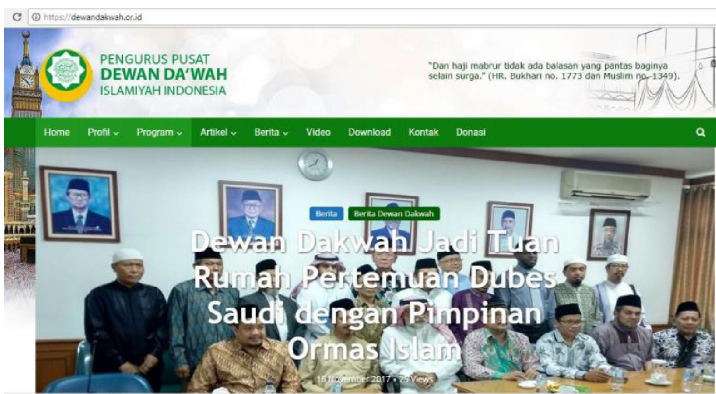 https://dewandakwah.or.id
PENGURUS PUSAT
DEWAN DA'WAH
ISLAMIYAH INDONESIA
"Dan haji mabrur tidak ada balasan yang pantas baginya
selain surga." (HR. Bukhari no. 1773 dan Muslim no. 1349).
Home Profil Program Artikel Berita Video Download Kontak Donasi
Berita Berita Dewan Dakwah
Dewan Dakwah Jadi Tuan
Rumah Pertemuan Dubes
Saudi dengan Pimpinan
Ormas Islam
16 November 2017 • 75 Views